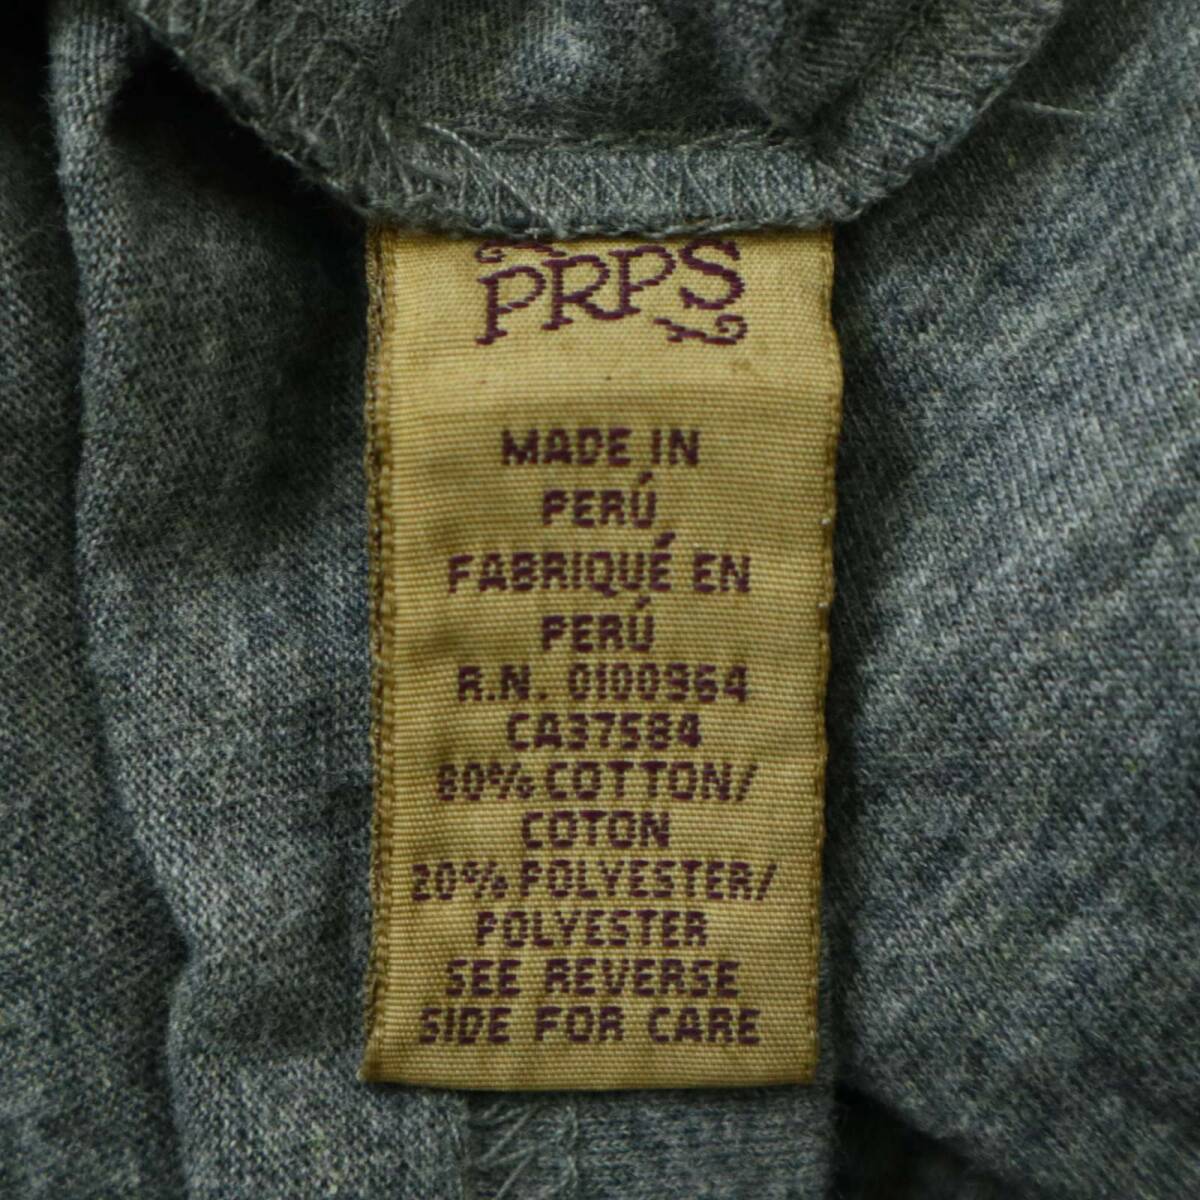 PRPS
MADE IN
PERÚ
FABRIQUÉ EN
PERÚ
R.N. 0100964
CA37584
80% COTTON/
COTON
20% POLYESTER/
POLYESTER
SEE REVERSE
SIDE FOR CARE